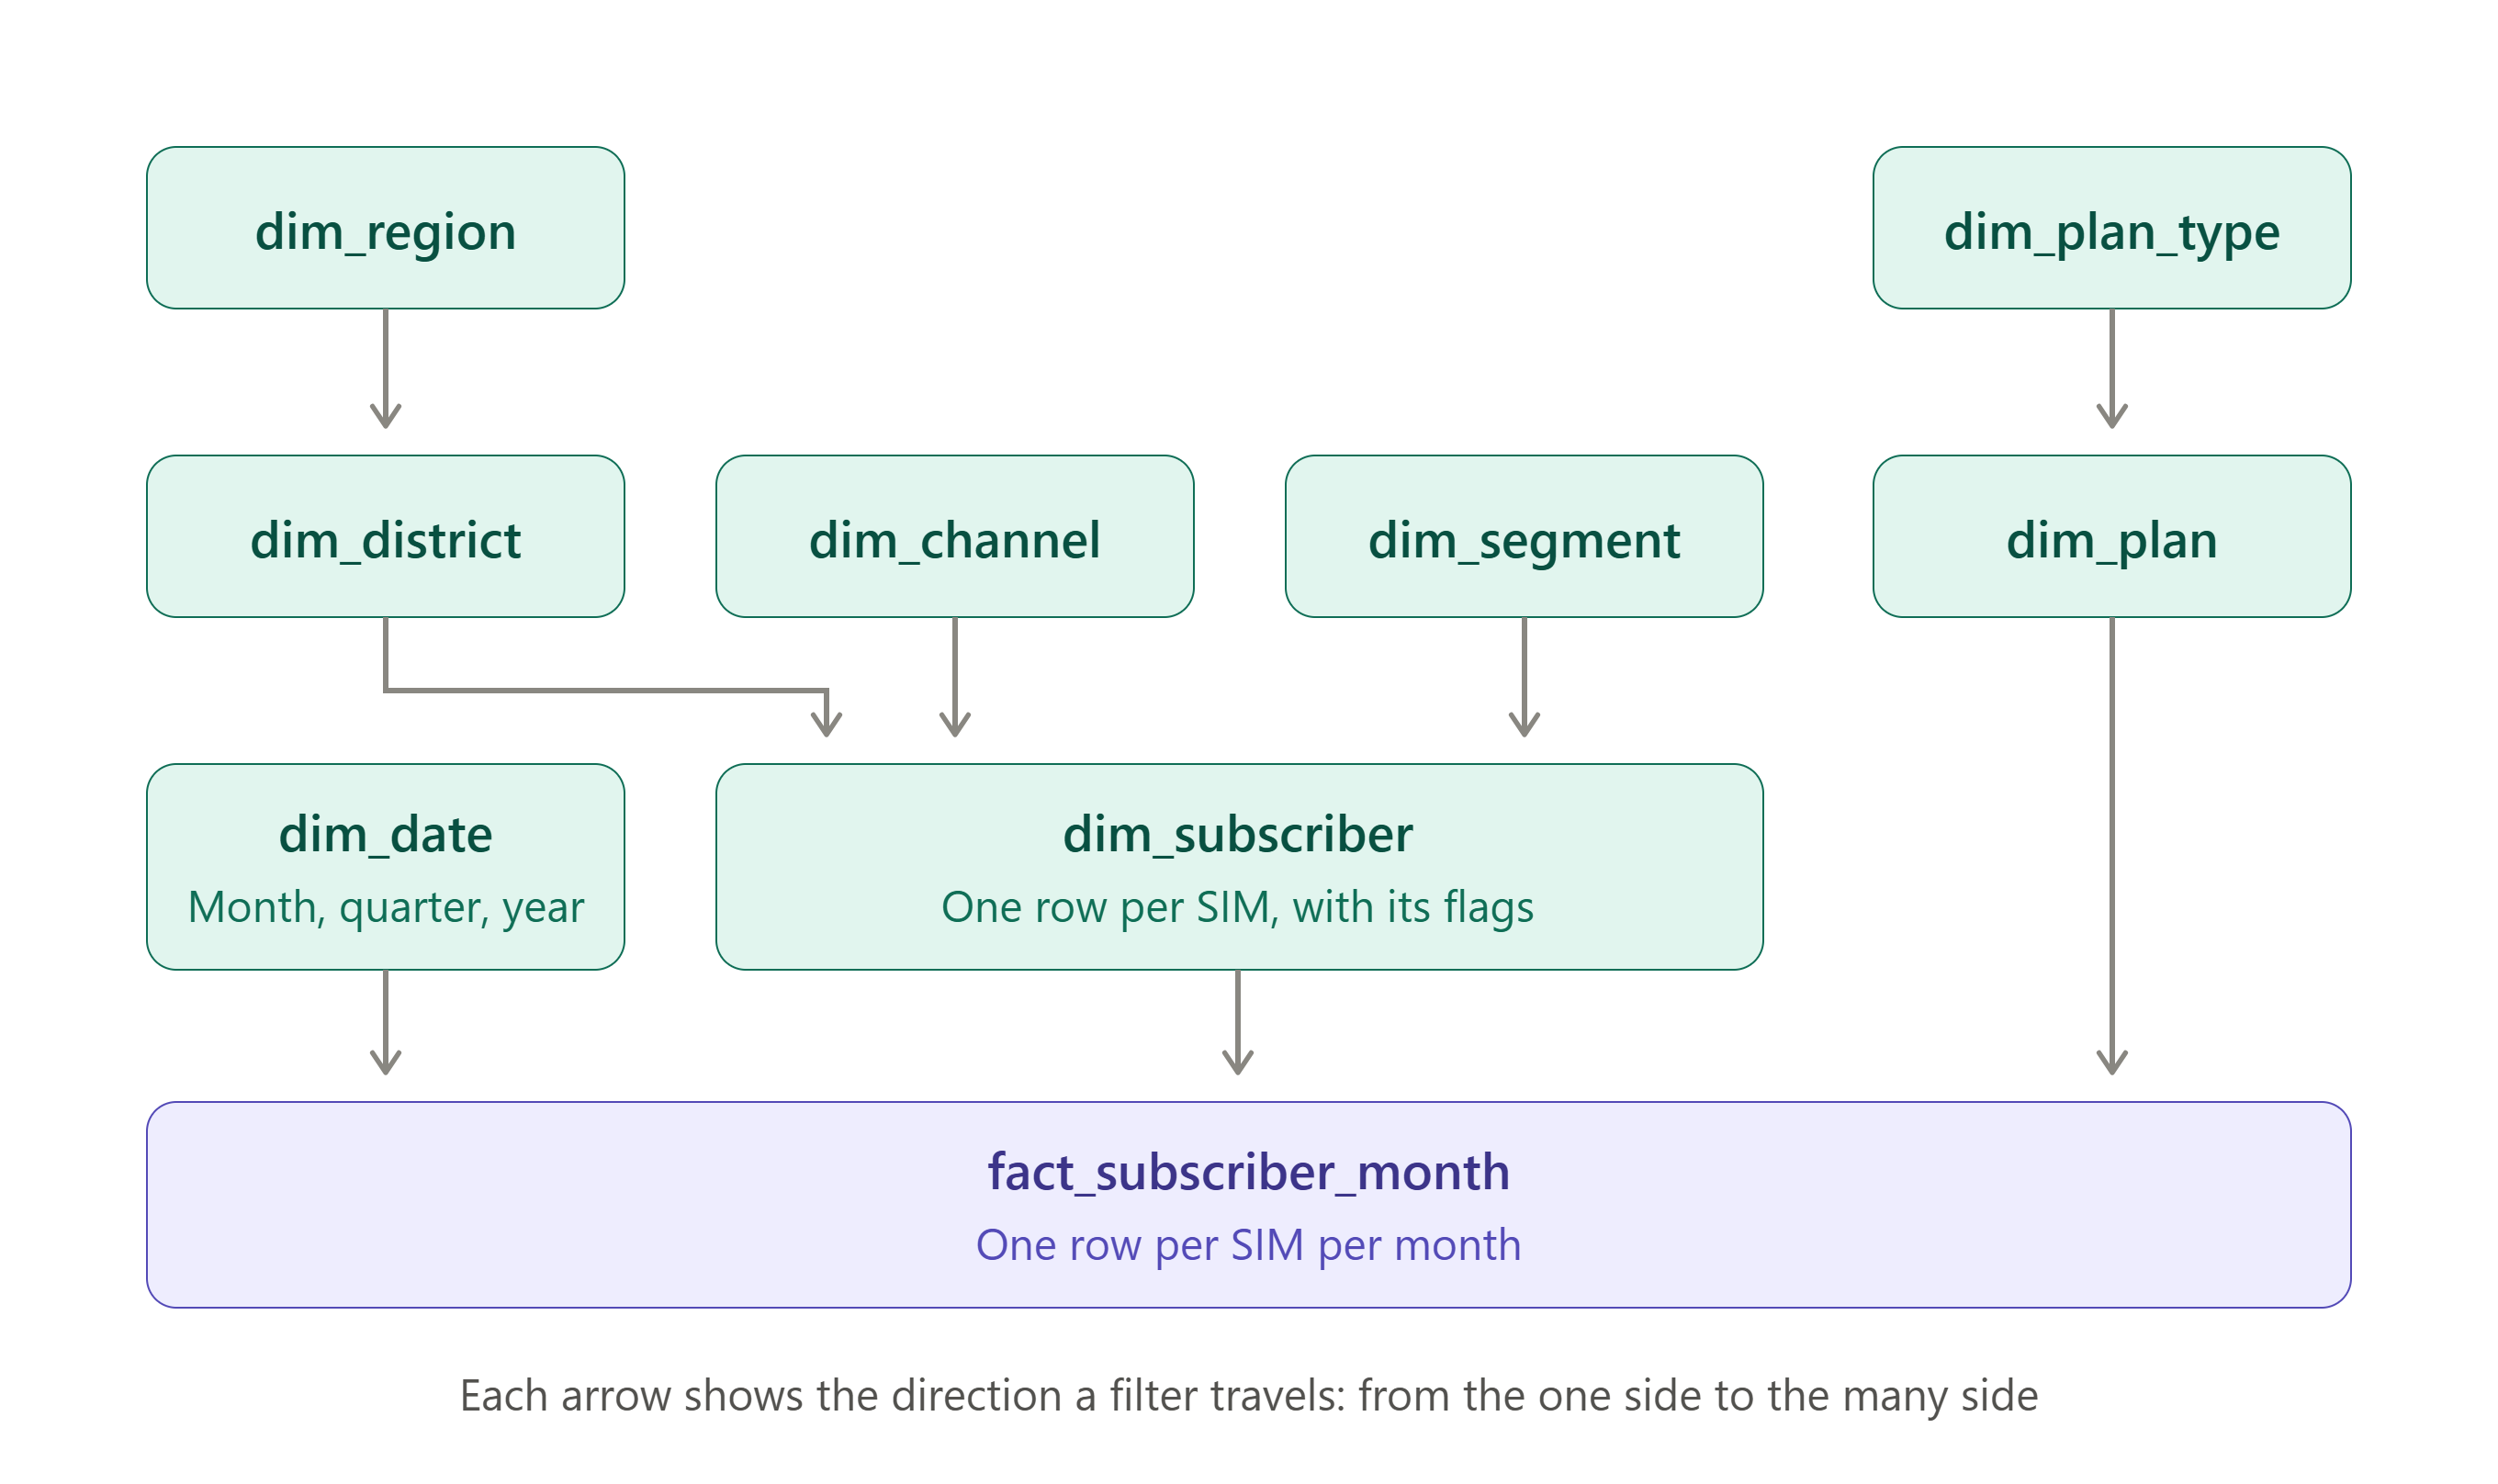 dim_region
dim_plan_type
dim_district
dim_channel
dim_segment
dim_plan
dim_date
Month, quarter, year
dim_subscriber
One row per SIM, with its flags
fact_subscriber_month
One row per SIM per month
Each arrow shows the direction a filter travels: from the one side to the many side